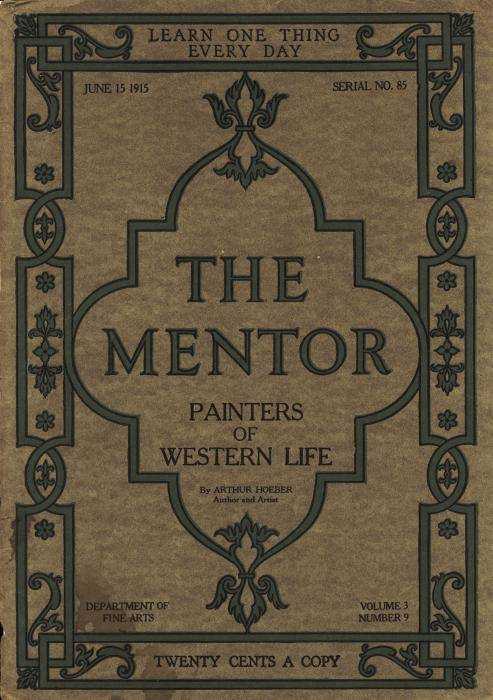 LEARN ONE THING
EVERY DAY
JUNE 15 1915
SERIAL NO. 85
THE
MENTOR
PAINTERS
OF
WESTERN LIFE
By ARTHUR HOEBER
Author and Artist
DEPARTMENT OF
FINE ARTS
VOLUME 3
NUMBER 9
TWENTY CENTS A COPY